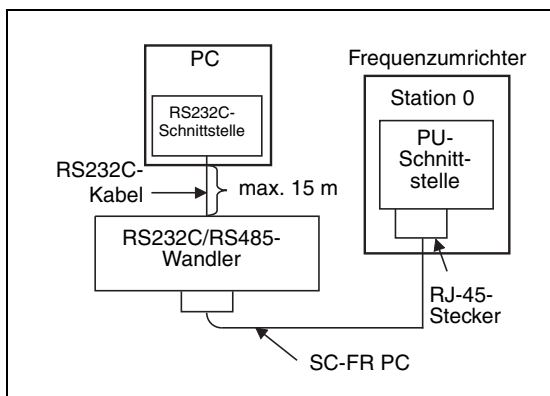 PC
RS232C-
Schnittstelle
RS232C-
Kabel
max. 15 m
RS232C/RS485-
Wandler
Frequenzumrichter
Station 0
PU-
Schnitt-
stelle
RJ-45-
Stecker
SC-FR PC